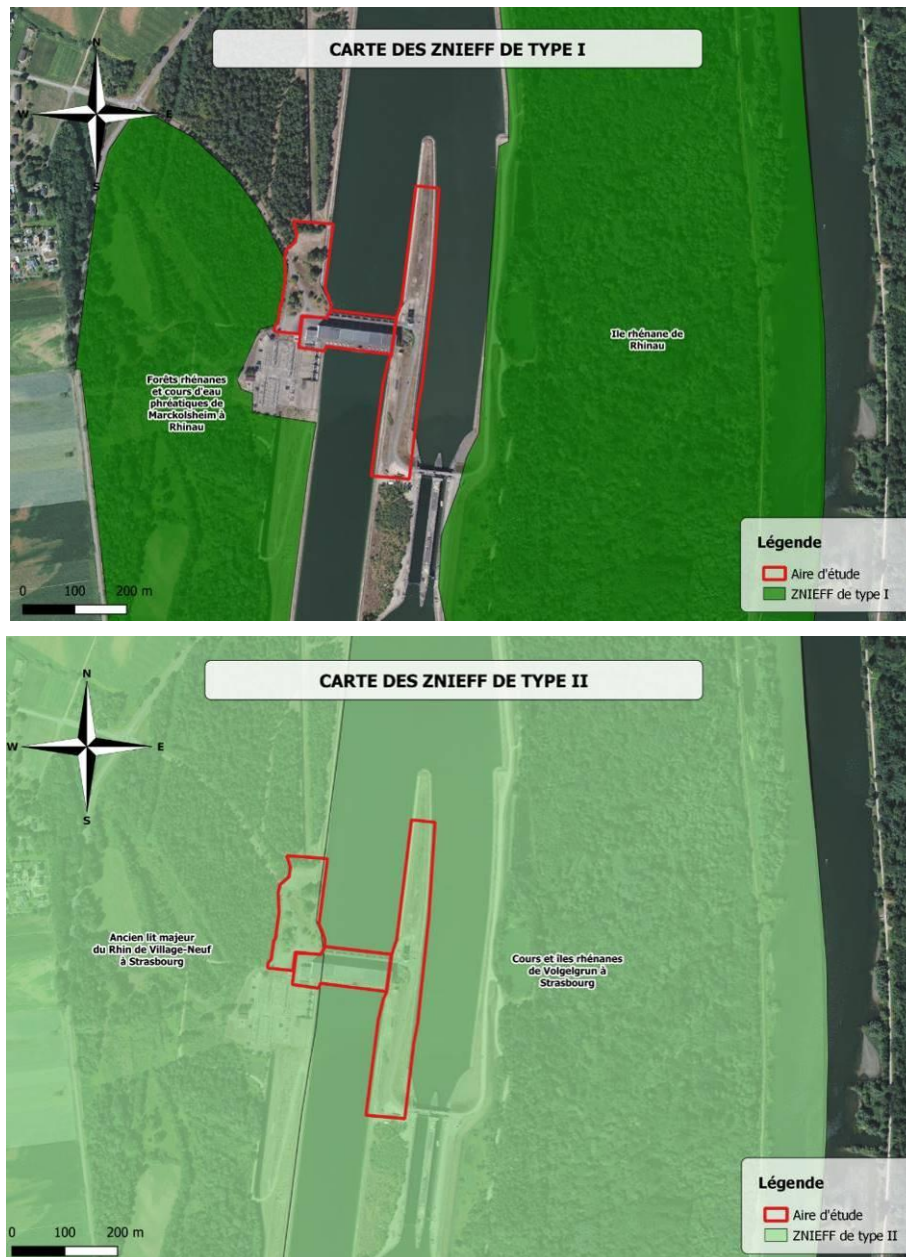 CARTE DES ZNIEFF DE TYPE I
N
W
E
S
Forêts rhénanes
et cours d'eau
phréatiques de
Marckolsheim à
Rhinau
Ile rhénane de
Rhinau
0 100 200 m
Légende
Aire d'étude
ZNIEFF de type I
CARTE DES ZNIEFF DE TYPE II
N
W
E
S
Ancien lit majeur
du Rhin de Village-Neuf
à Strasbourg
Cours et îles rhénanes
de Volgelgrun à
Strasbourg
0 100 200 m
Légende
Aire d'étude
ZNIEFF de type II